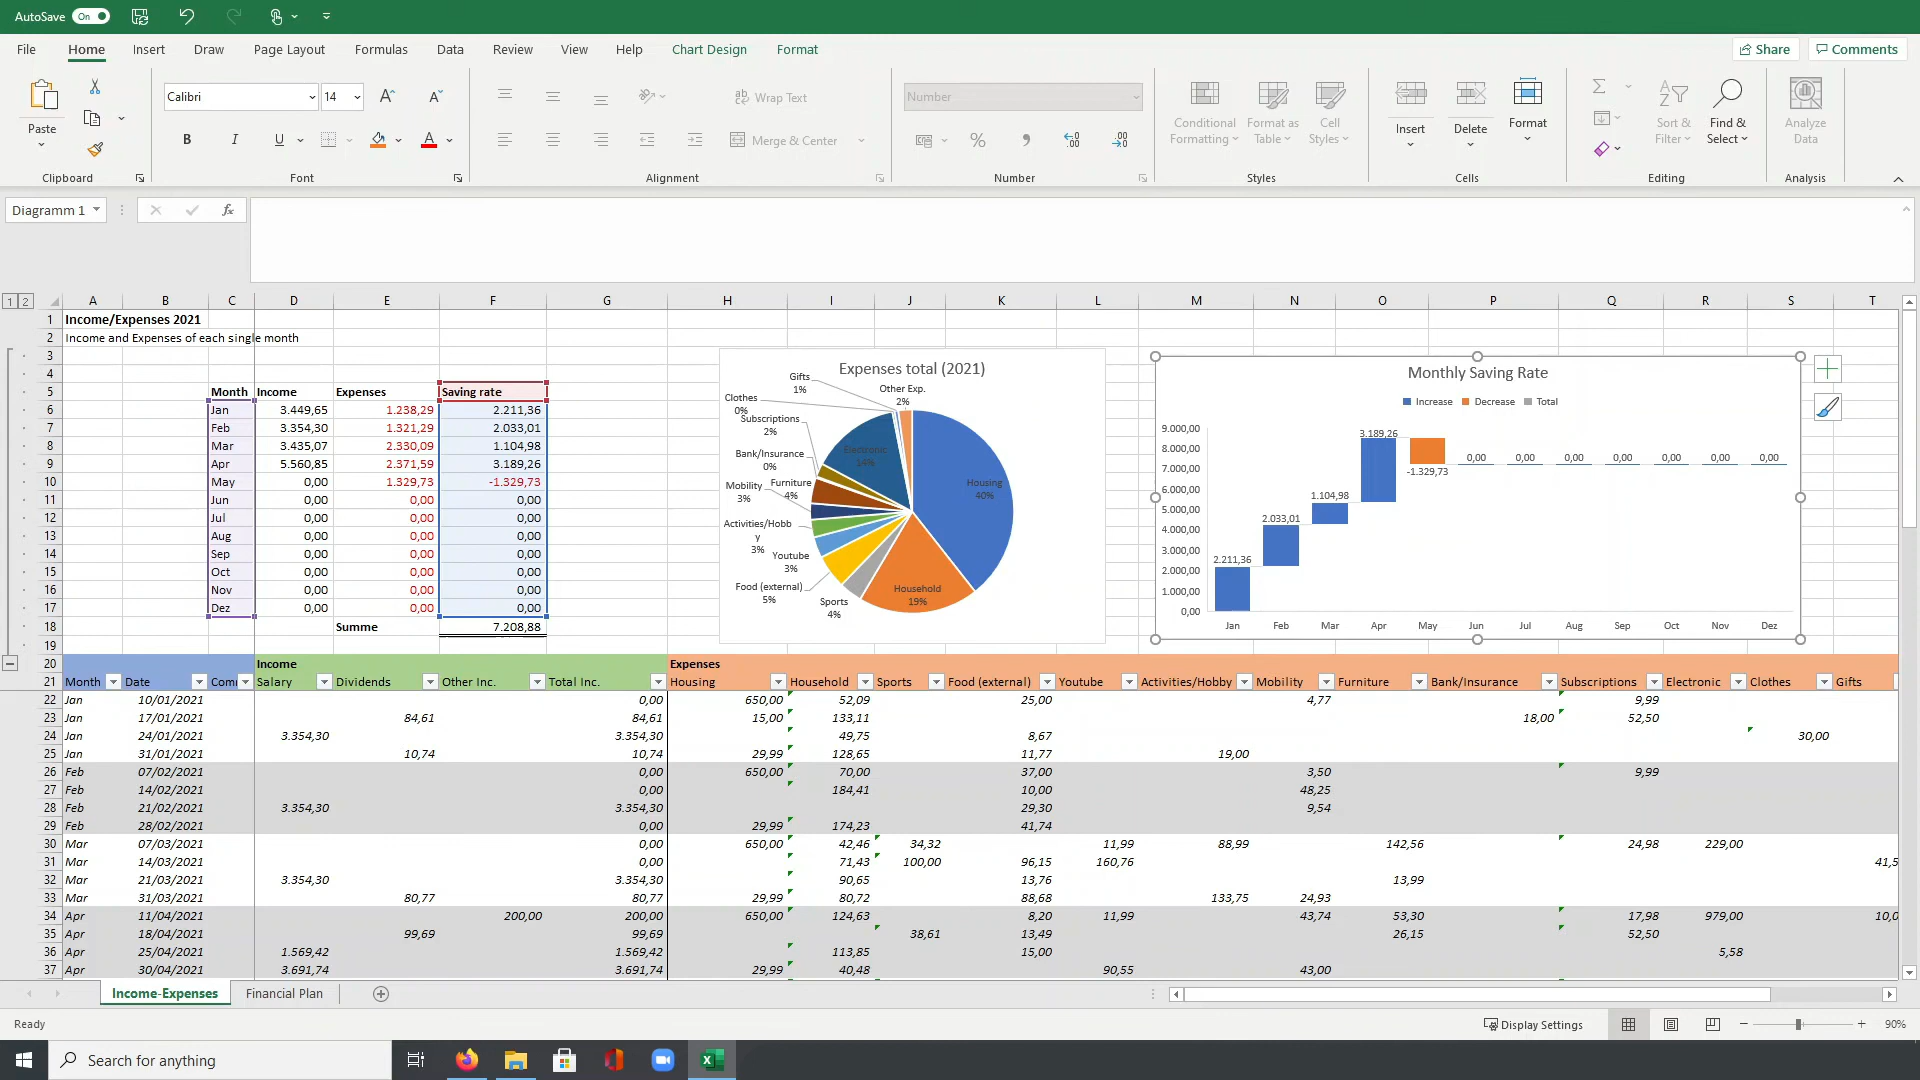 AutoSave On
File Home Insert Draw Page Layout Formulas Data Review View Help Chart Design Format Share Comments
Paste Calibri 14 B I U A Wrap Text Merge & Center Number % Conditional Formatting Format as Table Cell Styles Insert Delete Format Sort & Filter Find & Select Analyze Data
Clipboard Font Alignment Number Styles Cells Editing Analysis
Diagramm 1 fx
1 2 A B C D E F G H I J K L M N O P Q R S T
1 Income/Expenses 2021
2 Income and Expenses of each single month
3
4
5 Month Income Expenses Saving rate
6 Jan 3.449,65 1.238,29 2.211,36
7 Feb 3.354,30 1.321,29 2.033,01
8 Mar 3.435,07 2.330,09 1.104,98
9 Apr 5.560,85 2.371,59 3.189,26
10 May 0,00 1.329,73 -1.329,73
11 Jun 0,00 0,00 0,00
12 Jul 0,00 0,00 0,00
13 Aug 0,00 0,00 0,00
14 Sep 0,00 0,00 0,00
15 Oct 0,00 0,00 0,00
16 Nov 0,00 0,00 0,00
17 Dez 0,00 0,00 0,00
18 Summe 7.208,88
19
Expenses total (2021)
Gifts 1%
Other Exp. 2%
Clothes 0%
Subscriptions 2%
Electronic 14%
Bank/Insurance 0%
Furniture 4%
Mobility 3%
Activities/Hobby 3%
Youtube 3%
Food (external) 5%
Sports 4%
Household 19%
Housing 40%
Monthly Saving Rate
Increase Decrease Total
9.000,00
8.000,00
7.000,00
6.000,00
5.000,00
4.000,00
3.000,00
2.000,00
1.000,00
0,00
2.211,36 2.033,01 1.104,98 3.189,26 -1.329,73 0,00 0,00 0,00 0,00 0,00 0,00 0,00
Jan Feb Mar Apr May Jun Jul Aug Sep Oct Nov Dez
20 Income Expenses
21 Month Date Com Salary Dividends Other Inc. Total Inc. Housing Household Sports Food (external) Youtube Activities/Hobby Mobility Furniture Bank/Insurance Subscriptions Electronic Clothes Gifts
22 Jan 10/01/2021 0,00 650,00 52,09 25,00 4,77 9,99
23 Jan 17/01/2021 84,61 84,61 15,00 133,11 18,00 52,50
24 Jan 24/01/2021 3.354,30 3.354,30 49,75 8,67 30,00
25 Jan 31/01/2021 10,74 10,74 29,99 128,65 11,77 19,00
26 Feb 07/02/2021 0,00 650,00 70,00 37,00 3,50 9,99
27 Feb 14/02/2021 0,00 184,41 10,00 48,25
28 Feb 21/02/2021 3.354,30 3.354,30 29,30 9,54
29 Feb 28/02/2021 0,00 29,99 174,23 41,74
30 Mar 07/03/2021 0,00 650,00 42,46 34,32 11,99 88,99 142,56 24,98 229,00
31 Mar 14/03/2021 0,00 71,43 100,00 96,15 160,76 41,5
32 Mar 21/03/2021 3.354,30 3.354,30 90,65 13,76 13,99
33 Mar 31/03/2021 80,77 80,77 29,99 80,72 88,68 133,75 24,93
34 Apr 11/04/2021 200,00 200,00 650,00 124,63 8,20 11,99 43,74 53,30 17,98 979,00 10,0
35 Apr 18/04/2021 99,69 99,69 38,61 13,49 26,15 52,50
36 Apr 25/04/2021 1.569,42 1.569,42 113,85 15,00 5,58
37 Apr 30/04/2021 3.691,74 3.691,74 29,99 40,48 90,55 43,00
Income-Expenses Financial Plan
Ready Display Settings 90%
Search for anything